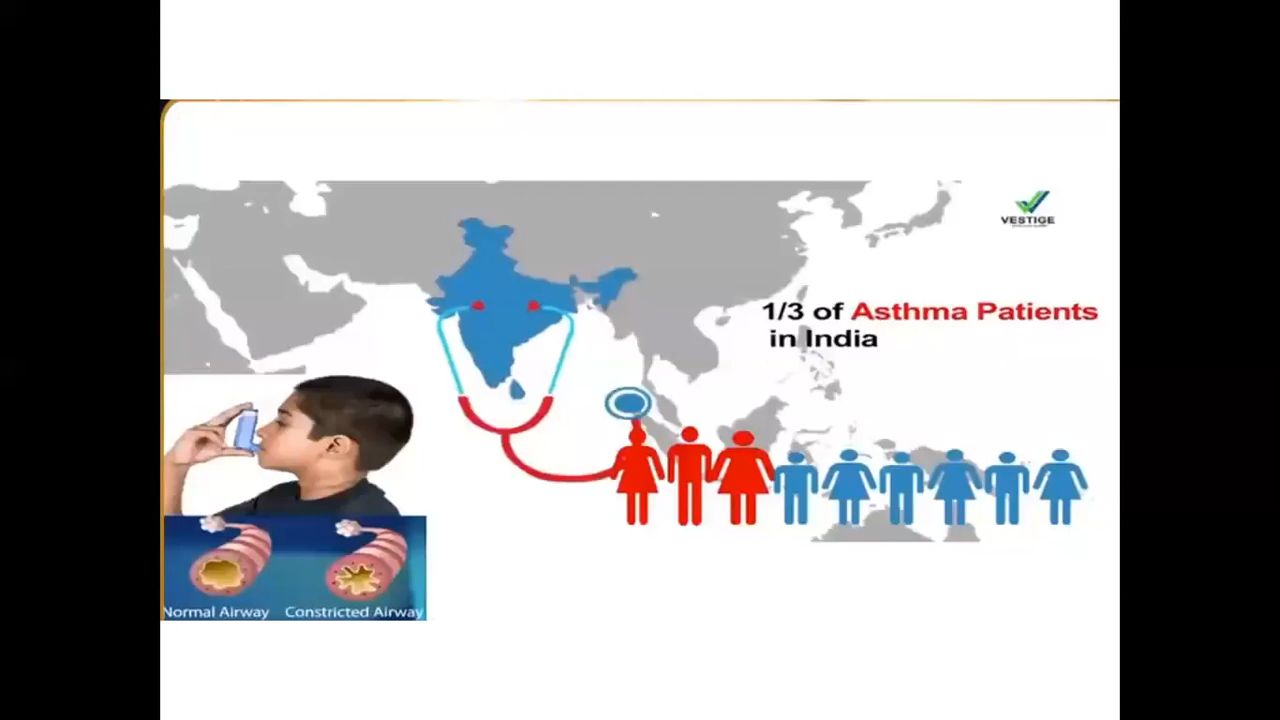 VESTIGE
1/3 of Asthma Patients
in India
Normal Airway
Constricted Airway